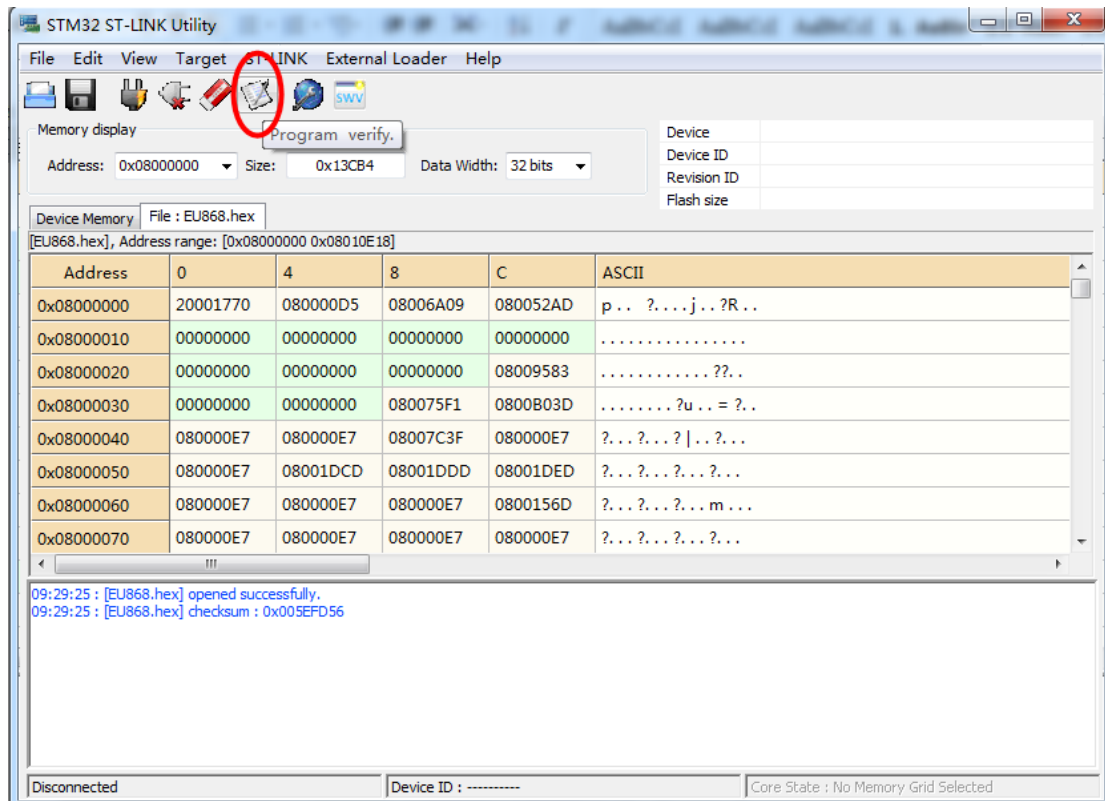 STM32 ST-LINK Utility
File Edit View Target ST-LINK External Loader Help
SWV
Program verify.
Memory display
Address: 0x08000000 Size: 0x13CB4 Data Width: 32 bits
Device
Device ID
Revision ID
Flash size
Device Memory File : EU868.hex
[EU868.hex], Address range: [0x08000000 0x08010E18]
Address 0 4 8 C ASCII
0x08000000 20001770 080000D5 08006A09 080052AD p . . ? . . . . j . . ?R . .
0x08000010 00000000 00000000 00000000 00000000 . . . . . . . . . . . . . . . .
0x08000020 00000000 00000000 00000000 08009583 . . . . . . . . . . . . ??. .
0x08000030 00000000 00000000 080075F1 0800B03D . . . . . . . . ?u . . = ?. .
0x08000040 080000E7 080000E7 08007C3F 080000E7 ?. . . ?. . . ? | . . ?. . .
0x08000050 080000E7 08001DCD 08001DDD 08001DED ?. . . ?. . . ?. . . ?. . .
0x08000060 080000E7 080000E7 080000E7 0800156D ?. . . ?. . . ?. . . m . . .
0x08000070 080000E7 080000E7 080000E7 080000E7 ?. . . ?. . . ?. . . ?. . .
09:29:25 : [EU868.hex] opened successfully.
09:29:25 : [EU868.hex] checksum : 0x005EFD56
Disconnected Device ID : ---------- Core State : No Memory Grid Selected